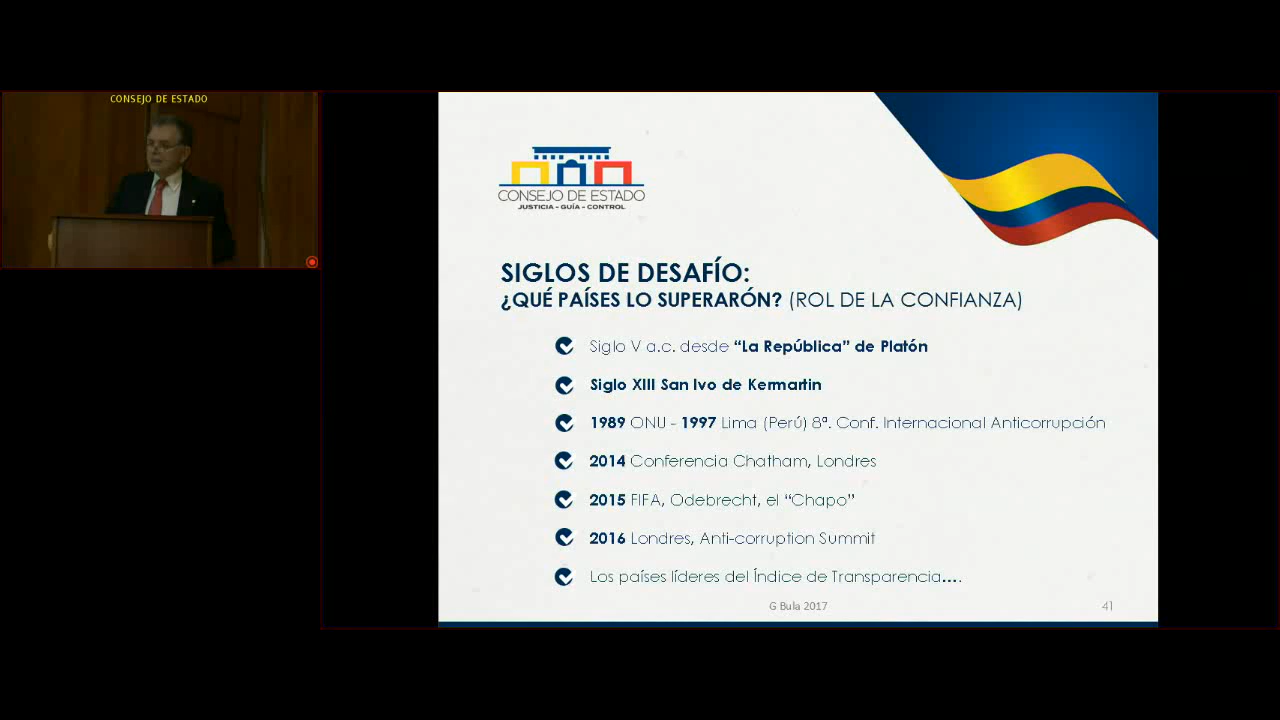 CONSEJO DE ESTADO
CONSEJO DE ESTADO
JUSTICIA - GUÍA - CONTROL
SIGLOS DE DESAFÍO:
¿QUÉ PAÍSES LO SUPERARÓN? (ROL DE LA CONFIANZA)
Siglo V a.c. desde “La República” de Platón
Siglo XIII San Ivo de Kermartin
1989 ONU - 1997 Lima (Perú) 8ª. Conf. Internacional Anticorrupción
2014 Conferencia Chatham, Londres
2015 FIFA, Odebrecht, el “Chapo”
2016 Londres, Anti-corruption Summit
Los países líderes del Índice de Transparencia….
G Bula 2017
41